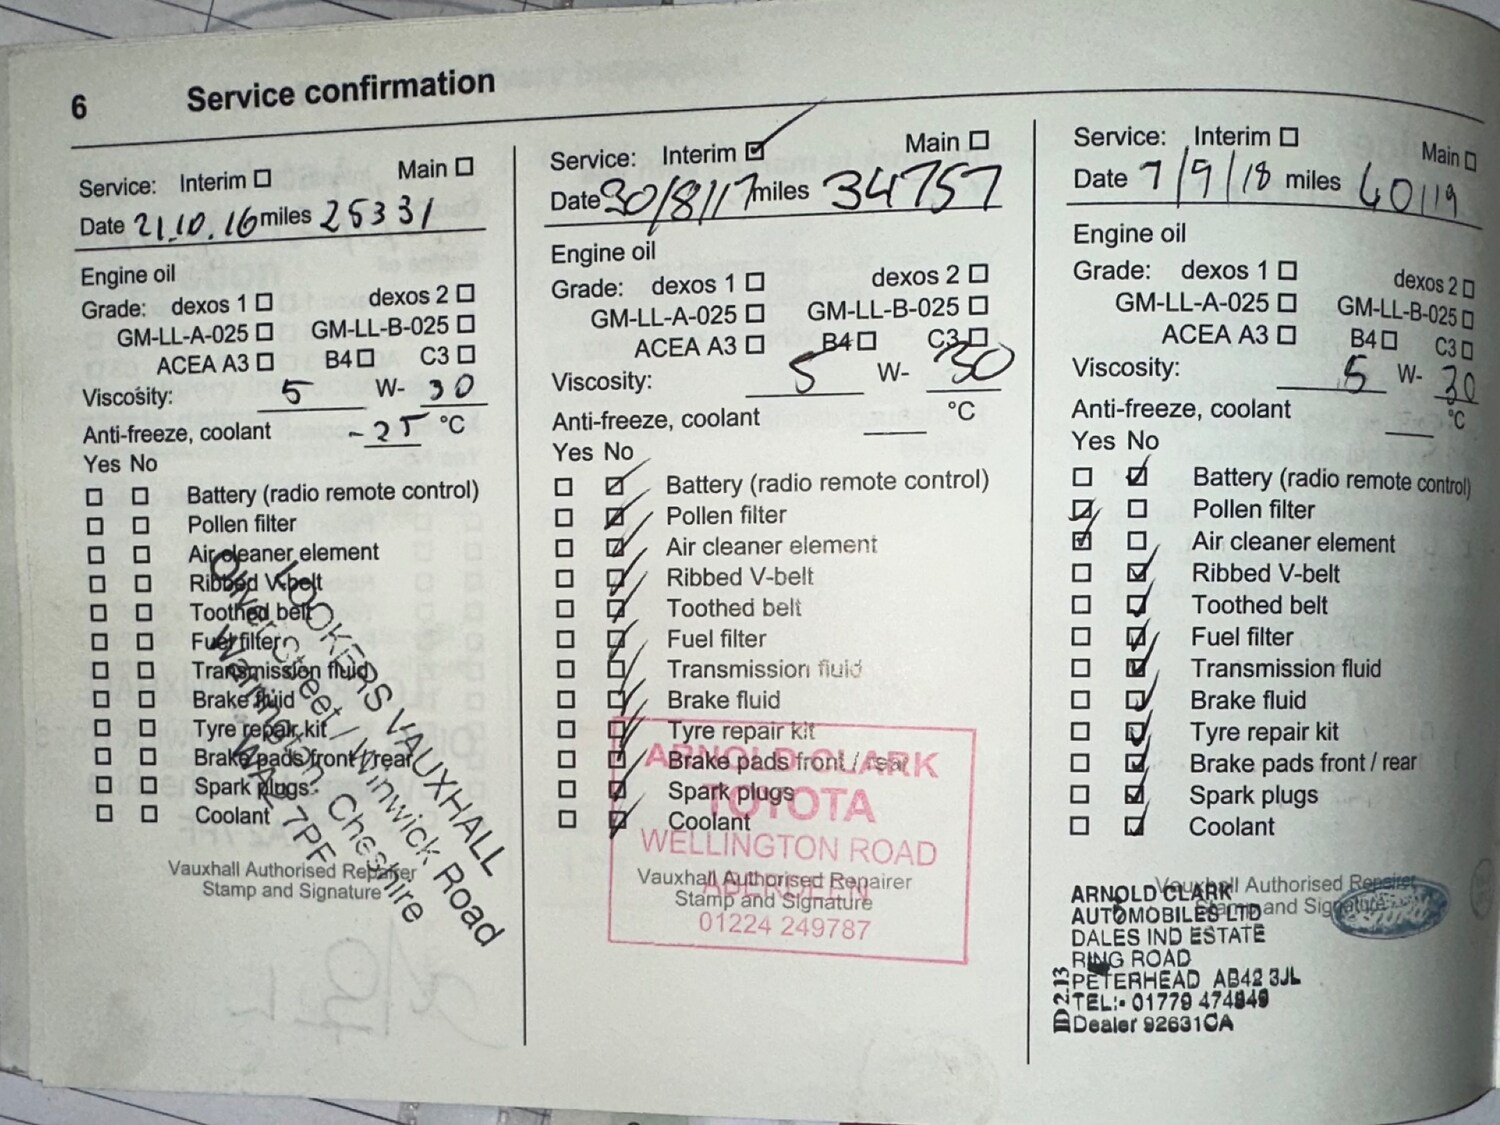 6 Service confirmation
Service: Interim ☐ Main ☐
Date 21.10.16 miles 25331
Engine oil
Grade: dexos 1 ☐ dexos 2 ☐
GM-LL-A-025 ☐ GM-LL-B-025 ☐
ACEA A3 ☐ B4 ☐ C3 ☐
Viscosity: 5 W- 30
Anti-freeze, coolant -25 °C
Yes No
☐ ☐ Battery (radio remote control)
☐ ☐ Pollen filter
☐ ☐ Air cleaner element
☐ ☐ Ribbed V-belt
☐ ☐ Toothed belt
☐ ☐ Fuel filter
☐ ☐ Transmission fluid
☐ ☐ Brake fluid
☐ ☐ Tyre repair kit
☐ ☐ Brake pads front / rear
☐ ☐ Spark plugs
☐ ☐ Coolant
LOOKERS VAUXHALL
Oliver Street / Winwick Road
Warrington, Cheshire
WA2 7PF
Vauxhall Authorised Repairer
Stamp and Signature
Service: Interim ☑ Main ☐
Date 30/8/17 miles 34757
Engine oil
Grade: dexos 1 ☐ dexos 2 ☐
GM-LL-A-025 ☐ GM-LL-B-025 ☐
ACEA A3 ☐ B4 ☐ C3 ☐
Viscosity: 5 W- 30
Anti-freeze, coolant °C
Yes No
☐ ☑ Battery (radio remote control)
☐ ☑ Pollen filter
☐ ☑ Air cleaner element
☐ ☑ Ribbed V-belt
☐ ☑ Toothed belt
☐ ☑ Fuel filter
☐ ☑ Transmission fluid
☐ ☑ Brake fluid
☐ ☑ Tyre repair kit
☐ ☑ Brake pads front / rear
☐ ☑ Spark plugs
☐ ☑ Coolant
ARNOLD CLARK
TOYOTA
WELLINGTON ROAD
ABERDEEN
01224 249787
Vauxhall Authorised Repairer
Stamp and Signature
Service: Interim ☐ Main ☐
Date 7/9/18 miles 40119
Engine oil
Grade: dexos 1 ☐ dexos 2 ☐
GM-LL-A-025 ☐ GM-LL-B-025 ☐
ACEA A3 ☐ B4 ☐ C3 ☐
Viscosity: 5 W- 30
Anti-freeze, coolant °C
Yes No
☐ ☑ Battery (radio remote control)
☑ ☐ Pollen filter
☑ ☐ Air cleaner element
☐ ☑ Ribbed V-belt
☐ ☑ Toothed belt
☐ ☑ Fuel filter
☐ ☑ Transmission fluid
☐ ☑ Brake fluid
☐ ☑ Tyre repair kit
☐ ☑ Brake pads front / rear
☐ ☑ Spark plugs
☐ ☑ Coolant
Vauxhall Authorised Repairer
Stamp and Signature
ARNOLD CLARK
AUTOMOBILES LTD
DALES IND ESTATE
RING ROAD
PETERHEAD AB42 3JL
TEL:- 01779 474849
Dealer 92631CA